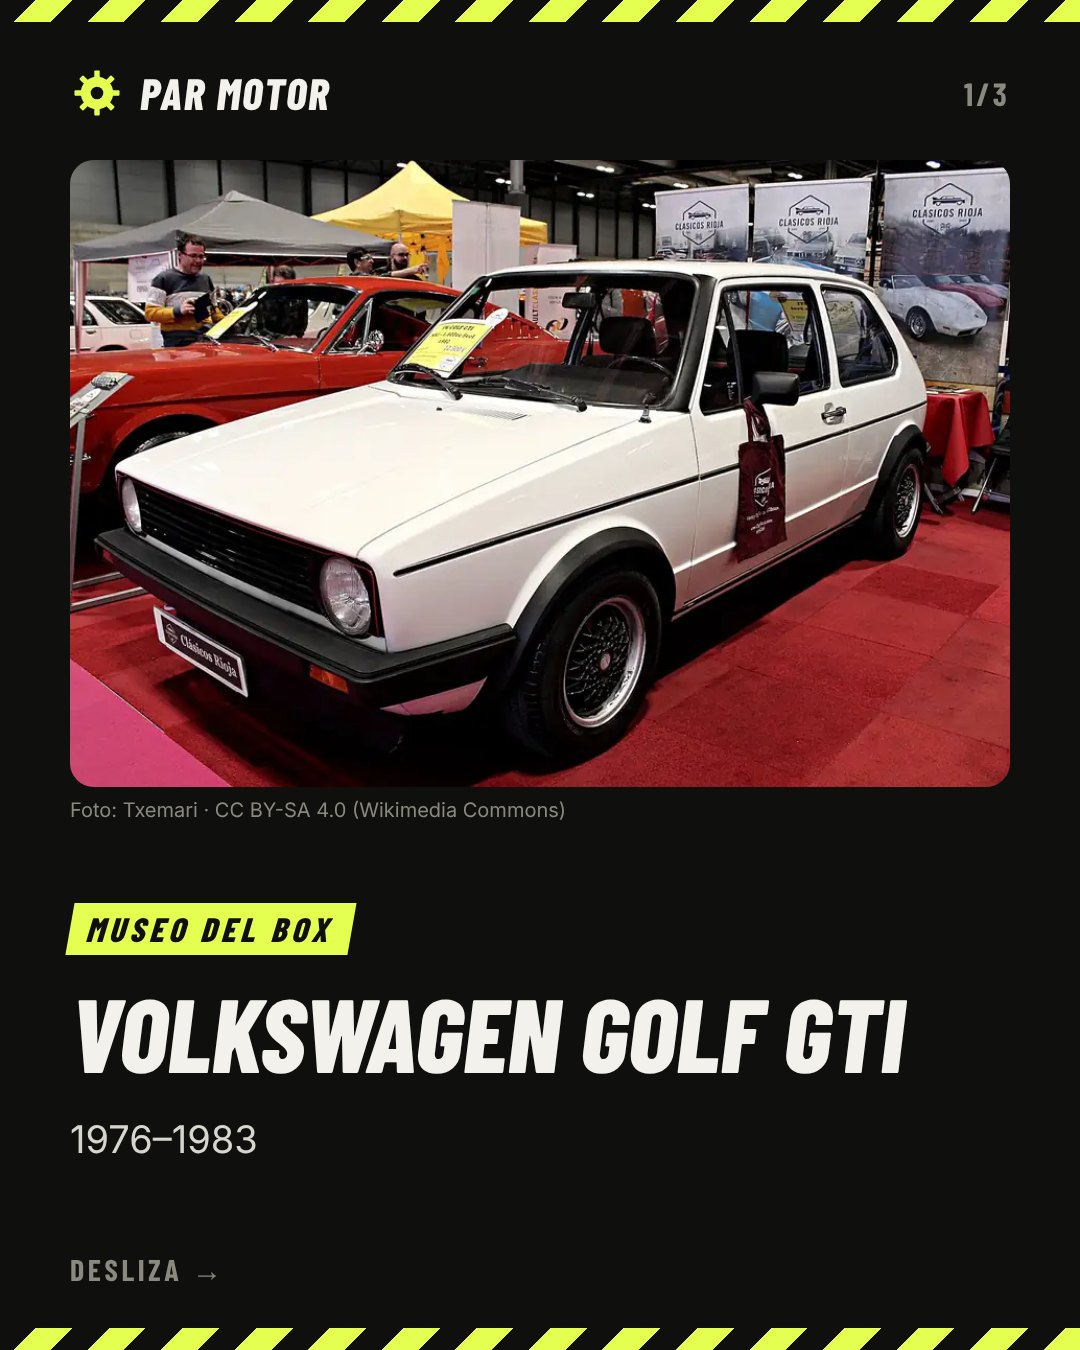 PAR MOTOR
1/3
CLASICOS RIOJA
CLASICOS RIOJA
CLASICOS RIOJA
Clásicos Rioja
Foto: Txemari · CC BY-SA 4.0 (Wikimedia Commons)
MUSEO DEL BOX
VOLKSWAGEN GOLF GTI
1976–1983
DESLIZA →